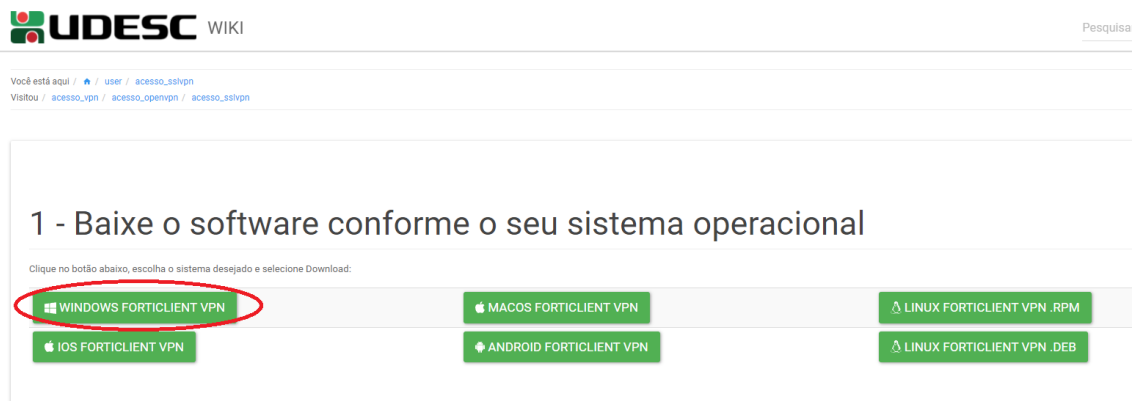 UDESC WIKI
Pesquisa
Você está aqui / / user / acesso_sslvpn
Visitou / acesso_vpn / acesso_openvpn / acesso_sslvpn
1 - Baixe o software conforme o seu sistema operacional
Clique no botão abaixo, escolha o sistema desejado e selecione Download:
WINDOWS FORTICLIENT VPN
MACOS FORTICLIENT VPN
LINUX FORTICLIENT VPN .RPM
IOS FORTICLIENT VPN
ANDROID FORTICLIENT VPN
LINUX FORTICLIENT VPN .DEB